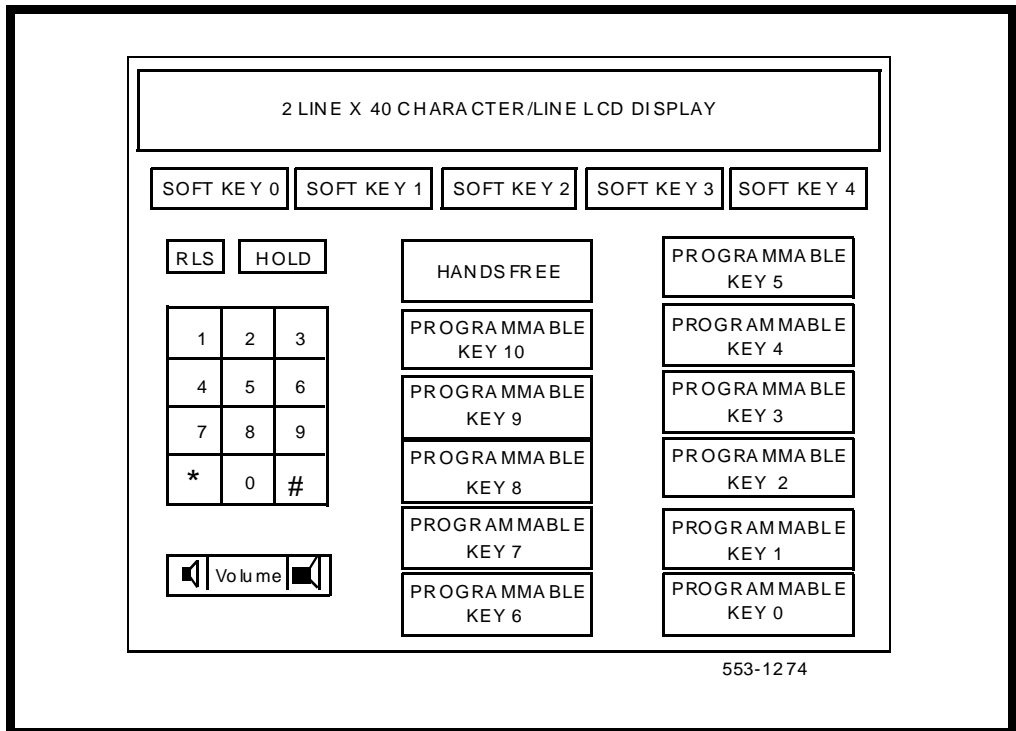 2 LINE X 40 CHARACTER/LINE LCD DISPLAY
SOFT KEY 0
SOFT KEY 1
SOFT KEY 2
SOFT KEY 3
SOFT KEY 4
RLS
HOLD
1
2
3
4
5
6
7
8
9
*
0
#
Volume
HANDSFREE
PROGRAMMABLE
KEY 10
PROGRAMMABLE
KEY 9
PROGRAMMABLE
KEY 8
PROGRAMMABLE
KEY 7
PROGRAMMABLE
KEY 6
PROGRAMMABLE
KEY 5
PROGRAMMABLE
KEY 4
PROGRAMMABLE
KEY 3
PROGRAMMABLE
KEY 2
PROGRAMMABLE
KEY 1
PROGRAMMABLE
KEY 0
553-1274